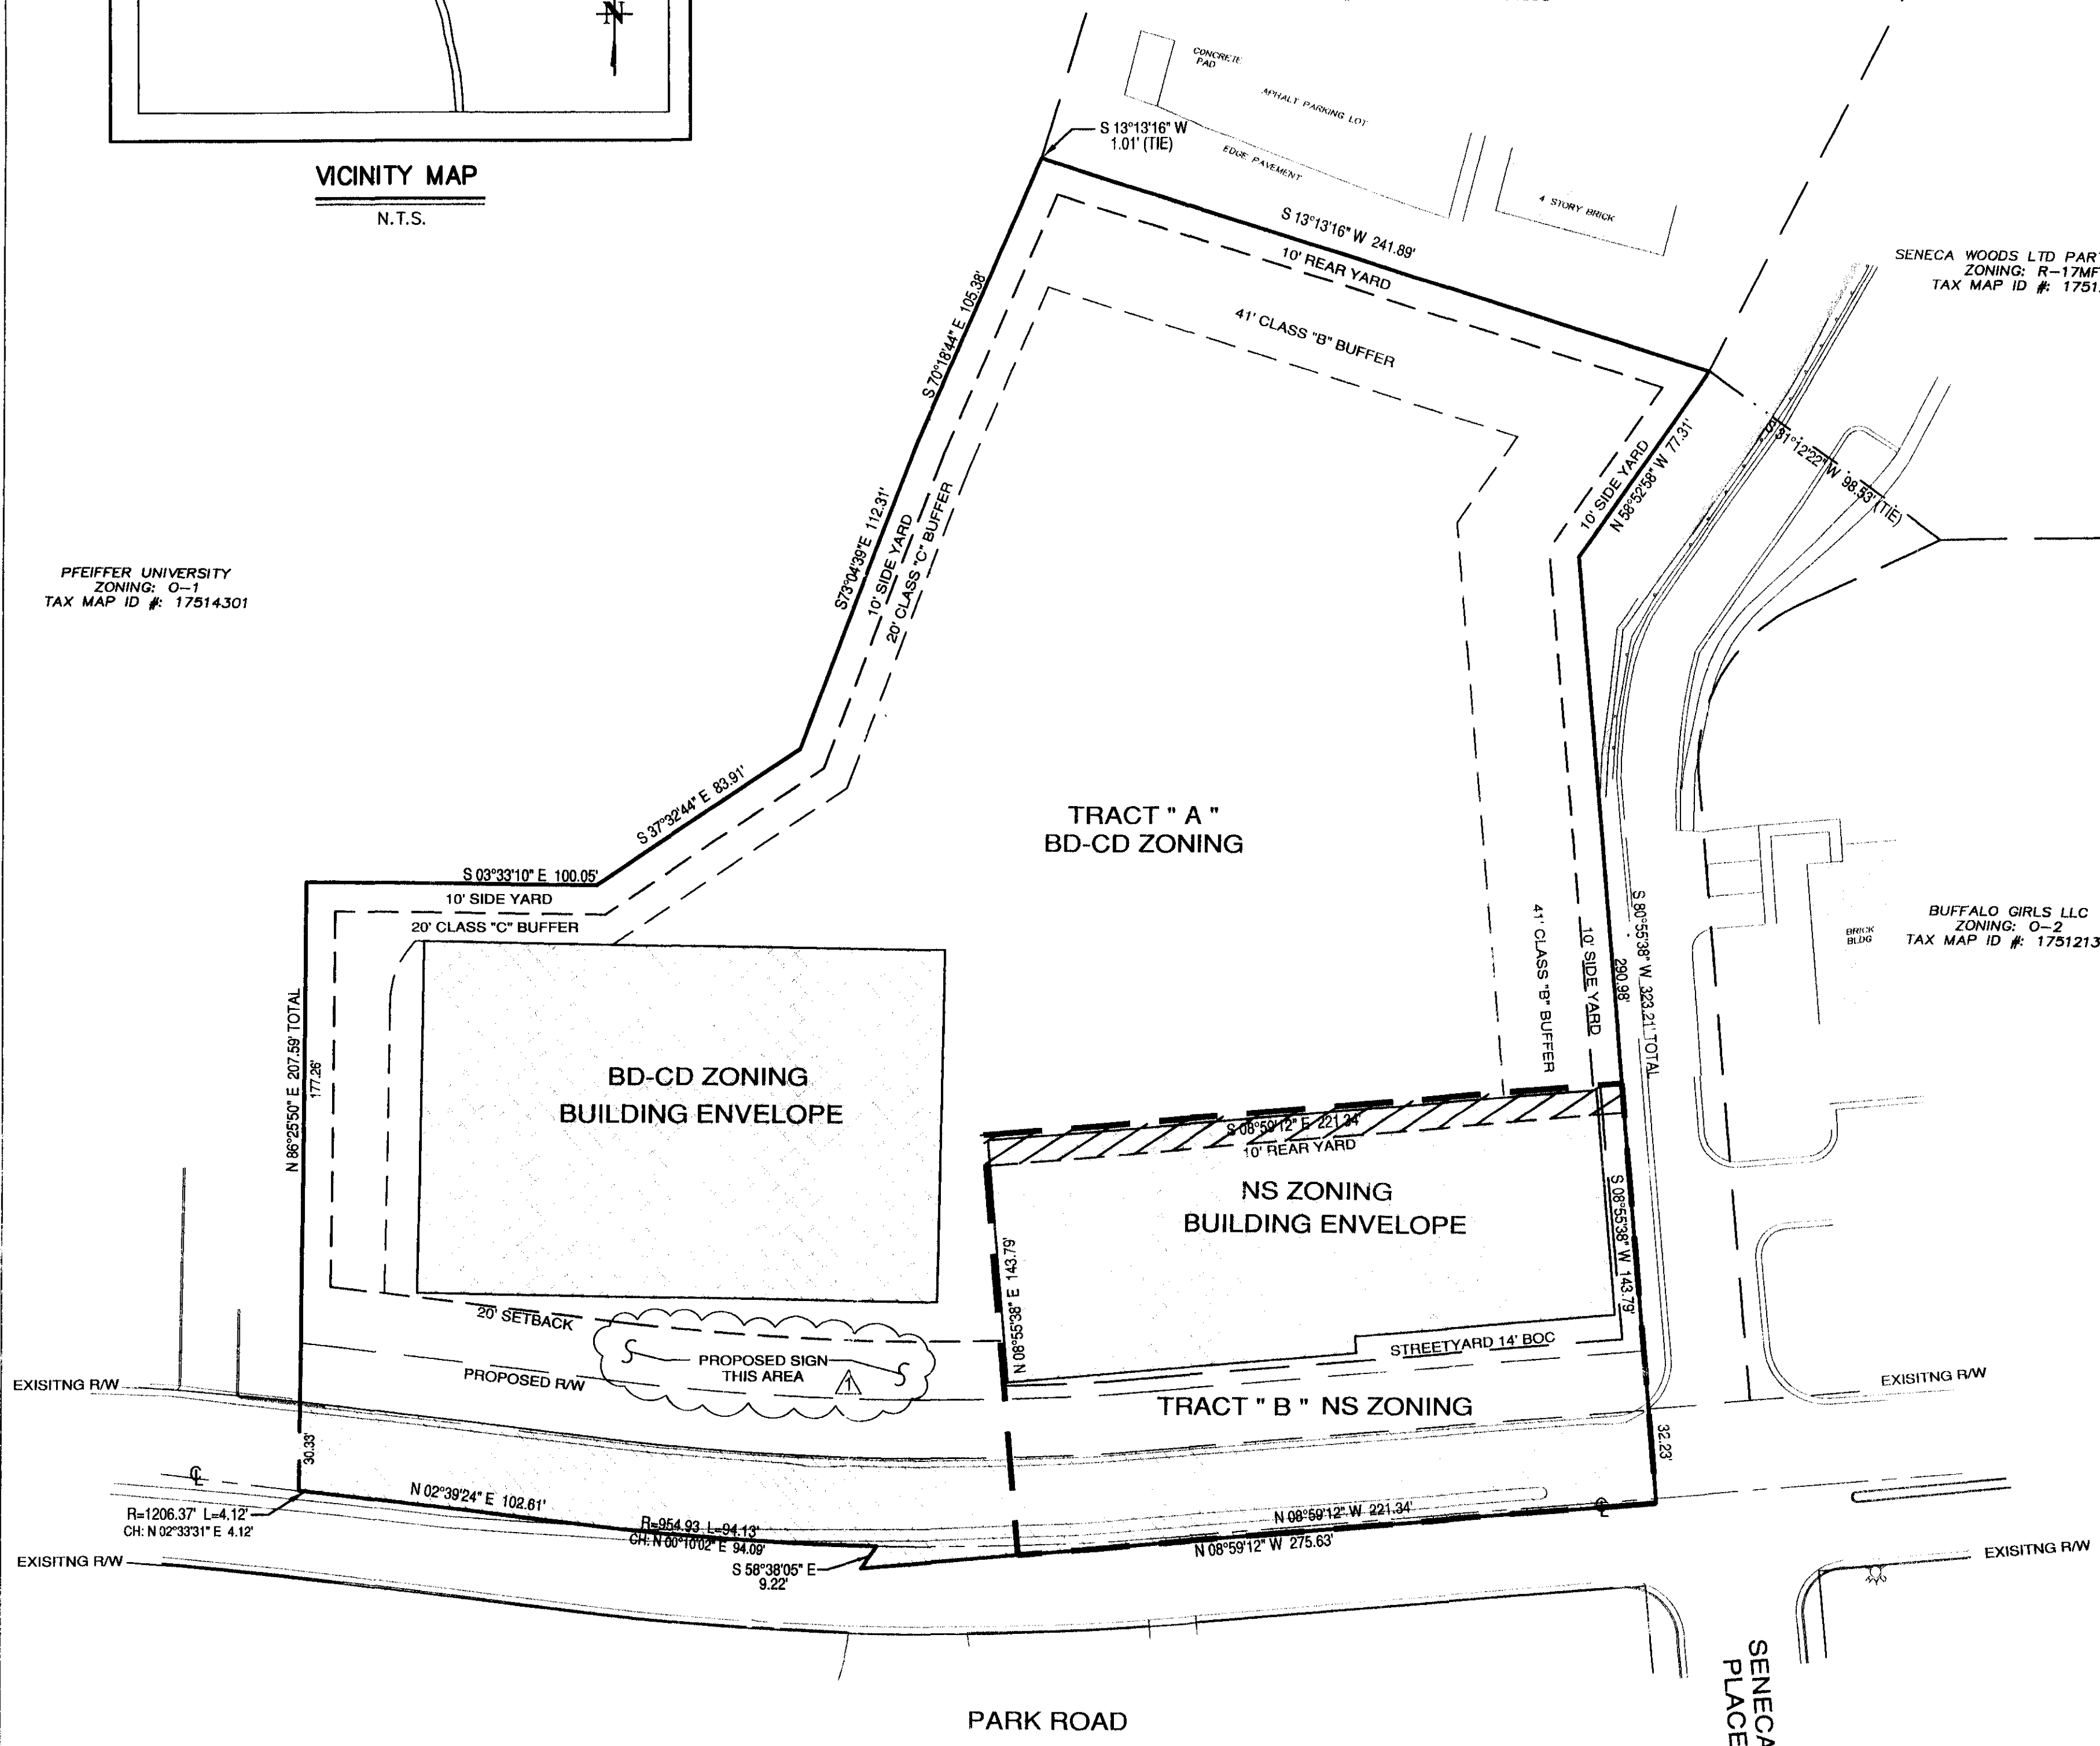 N
VICINITY MAP
N.T.S.
CONCRETE
PAD
APHALT PARKING LOT
S 13°13'16" W
1.01' (TIE)
EDGE PAVEMENT
4 STORY BRICK
S 13°13'16" W 241.89'
10' REAR YARD
41' CLASS "B" BUFFER
SENECA WOODS LTD
ZONING: R-17MF
TAX MAP ID #:
S 70°18'44" E 105.38'
S73°04'39"E 112.31'
10' SIDE YARD
20' CLASS "C" BUFFER
10' SIDE YARD
N 58°52'58" W 77.31'
S 31°12'22" W 98.53' (TIE)
PFEIFFER UNIVERSITY
ZONING: O-1
TAX MAP ID #: 17514301
S 37°32'44" E 83.91'
TRACT " A "
BD-CD ZONING
S 03°33'10" E 100.05'
10' SIDE YARD
20' CLASS "C" BUFFER
41' CLASS "B" BUFFER
10' SIDE YARD
290.98'
S 80°55'38" W 323.21' TOTAL
BRICK
BLDG
BUFFALO GIRLS LLC
ZONING: O-2
TAX MAP ID #: 1751213
N 86°25'50" E 207.59' TOTAL
177.26'
BD-CD ZONING
BUILDING ENVELOPE
S 08°59'12" E 221.34'
10' REAR YARD
NS ZONING
BUILDING ENVELOPE
N 08°55'38" E 143.79'
S 08°55'38" W 143.79'
20' SETBACK
PROPOSED SIGN
THIS AREA
1
STREETYARD 14' BOC
PROPOSED R/W
EXISITNG R/W
EXISITNG R/W
TRACT " B " NS ZONING
30.33'
32.23'
N 02°39'24" E 102.61'
R=1206.37' L=4.12'
CH: N 02°33'31" E 4.12'
R=954.93 L=94.13'
CH: N 00°10'02" E 94.09'
N 08°59'12" W 221.34'
N 08°59'12" W 275.63'
S 58°38'05" E
9.22'
EXISITNG R/W
EXISITNG R/W
PARK ROAD
SENECA
PLACE